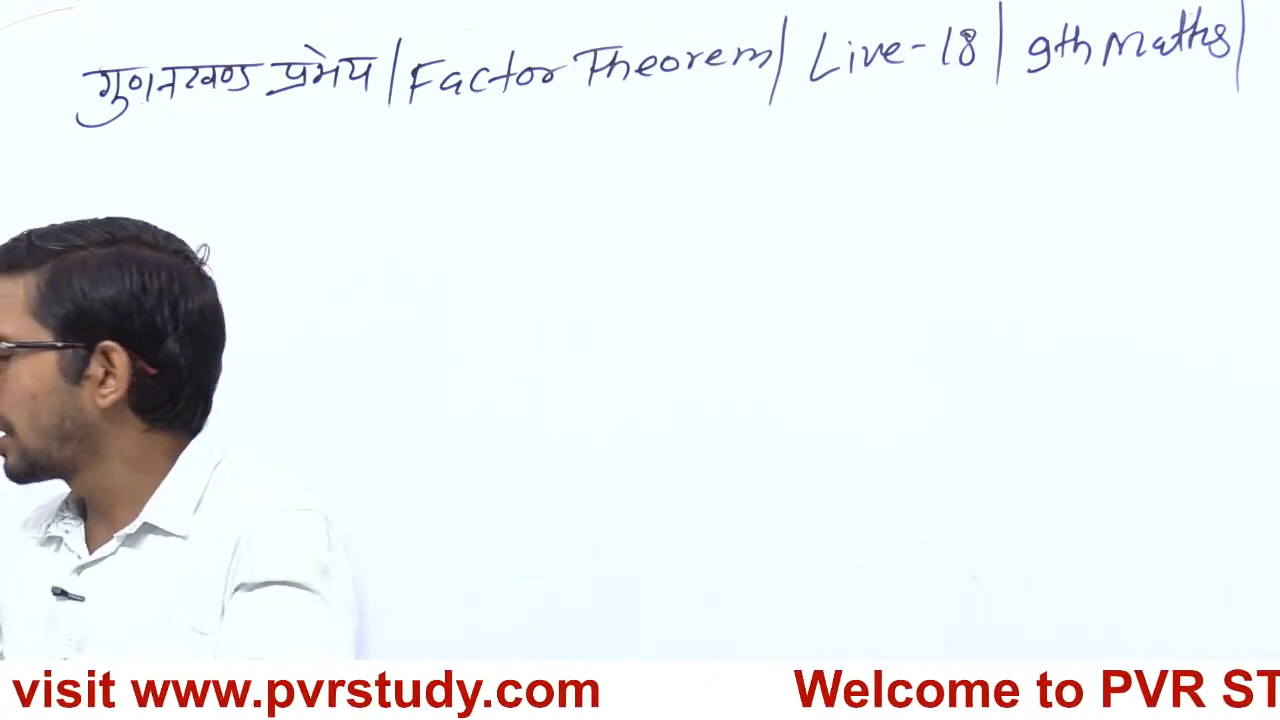 गुणनखण्ड प्रमेय | Factor Theorem | Live-18 | 9th Maths |
visit www.pvrstudy.com Welcome to PVR ST